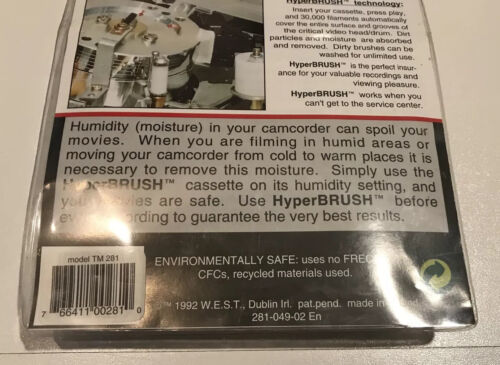 HyperBRUSH™ technology:
Insert your cassette, press play,
and 30,000 filaments automatically
cover the entire surface and grooves of
the critical video head/drum. Dirt
particles and moisture are absorbed
and removed. Dirty brushes can be
washed for unlimited use.
HyperBRUSH™ is the perfect insur-
ance for your valuable recordings and
viewing pleasure.
HyperBRUSH™ works when you
can't get to the service center.
Humidity (moisture) in your camcorder can spoil your
movies. When you are filming in humid areas or
moving your camcorder from cold to warm places it is
necessary to remove this moisture. Simply use the
HyperBRUSH™ cassette on its humidity setting, and
your movies are safe. Use HyperBRUSH™ before
every recording to guarantee the very best results.
model TM 281
7 66411 00281 0
ENVIRONMENTALLY SAFE: uses no FREON
CFCs, recycled materials used.
™ 1992 W.E.S.T., Dublin Irl. pat.pend. made in
281-049-02 En